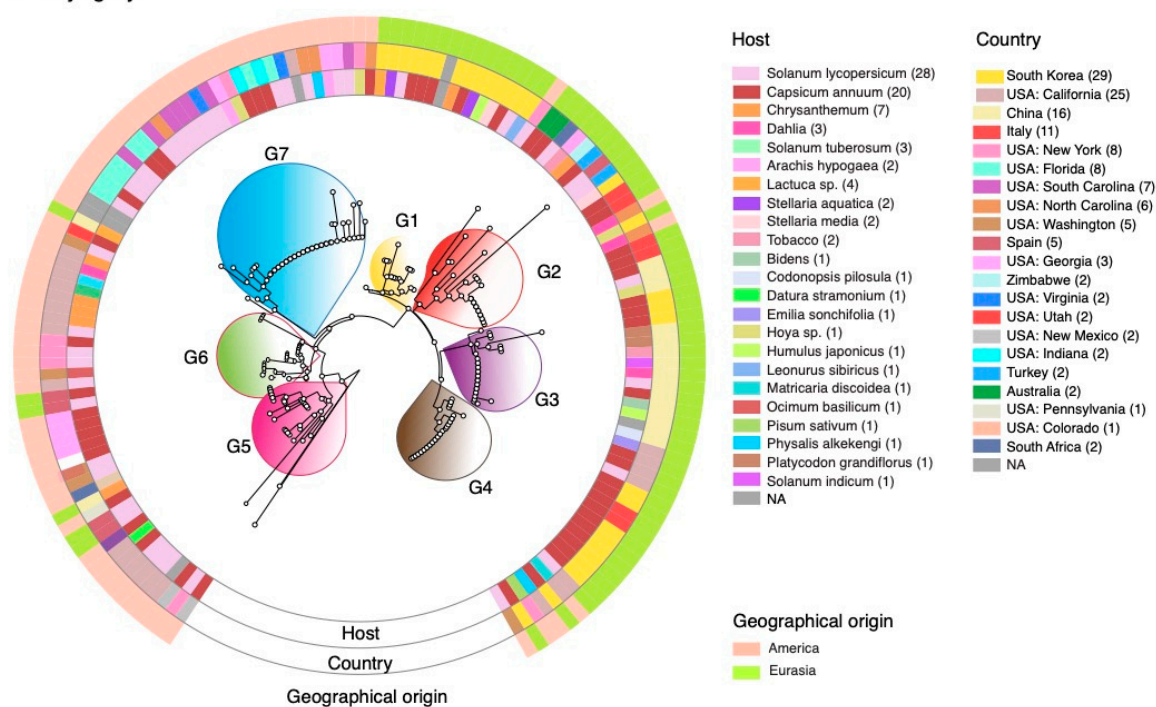 G7
G1
G2
G6
G3
G5
G4
Host
Country
Geographical origin
Host
Solanum lycopersicum (28)
Capsicum annuum (20)
Chrysanthemum (7)
Dahlia (3)
Solanum tuberosum (3)
Arachis hypogaea (2)
Lactuca sp. (4)
Stellaria aquatica (2)
Stellaria media (2)
Tobacco (2)
Bidens (1)
Codonopsis pilosula (1)
Datura stramonium (1)
Emilia sonchifolia (1)
Hoya sp. (1)
Humulus japonicus (1)
Leonurus sibiricus (1)
Matricaria discoidea (1)
Ocimum basilicum (1)
Pisum sativum (1)
Physalis alkekengi (1)
Platycodon grandiflorus (1)
Solanum indicum (1)
NA
Country
South Korea (29)
USA: California (25)
China (16)
Italy (11)
USA: New York (8)
USA: Florida (8)
USA: South Carolina (7)
USA: North Carolina (6)
USA: Washington (5)
Spain (5)
USA: Georgia (3)
Zimbabwe (2)
USA: Virginia (2)
USA: Utah (2)
USA: New Mexico (2)
USA: Indiana (2)
Turkey (2)
Australia (2)
USA: Pennsylvania (1)
USA: Colorado (1)
South Africa (2)
NA
Geographical origin
America
Eurasia